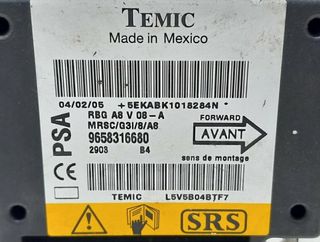 TEMIC
Made in Mexico
04/02/05 +5EKABK1018284N*
RBG A8 V 08-A
MRSC/G3I/8/A6
PSA
9658316680
2903 B4
FORWARD
AVANT
sens de montage
CE
TEMIC L5V5B04BTF7
SRS